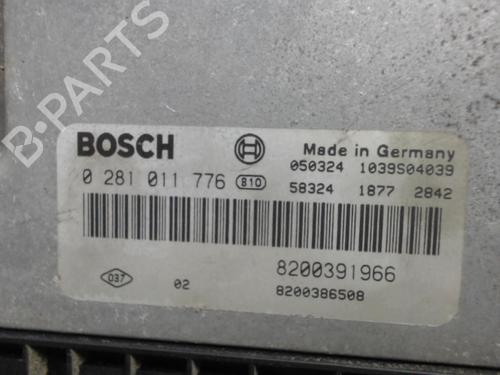 B-PARTS
BOSCH
Made in Germany
050324 1039S04039
0 281 011 776 810
58324 1877 2842
8200391966
037 02
8200386508